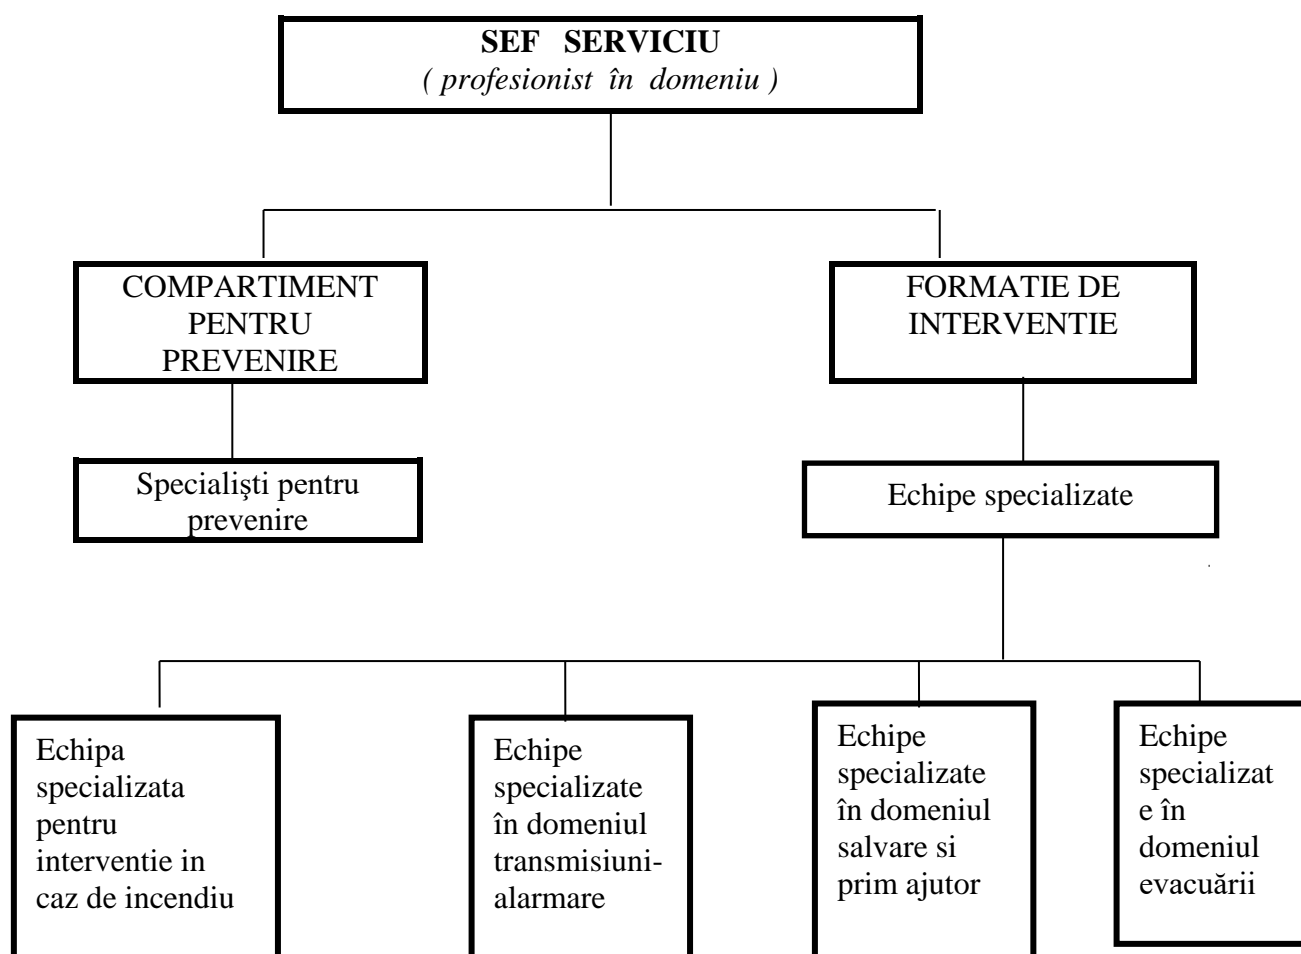 SEF SERVICIU
( profesionist în domeniu )
COMPARTIMENT
PENTRU
PREVENIRE
FORMATIE DE
INTERVENTIE
Specialişti pentru
prevenire
Echipe specializate
Echipa
specializata
pentru
interventie in
caz de incendiu
Echipe
specializate
în domeniul
transmisiuni-
alarmare
Echipe
specializate
în domeniul
salvare si
prim ajutor
Echipe
specializat
e în
domeniul
evacuării